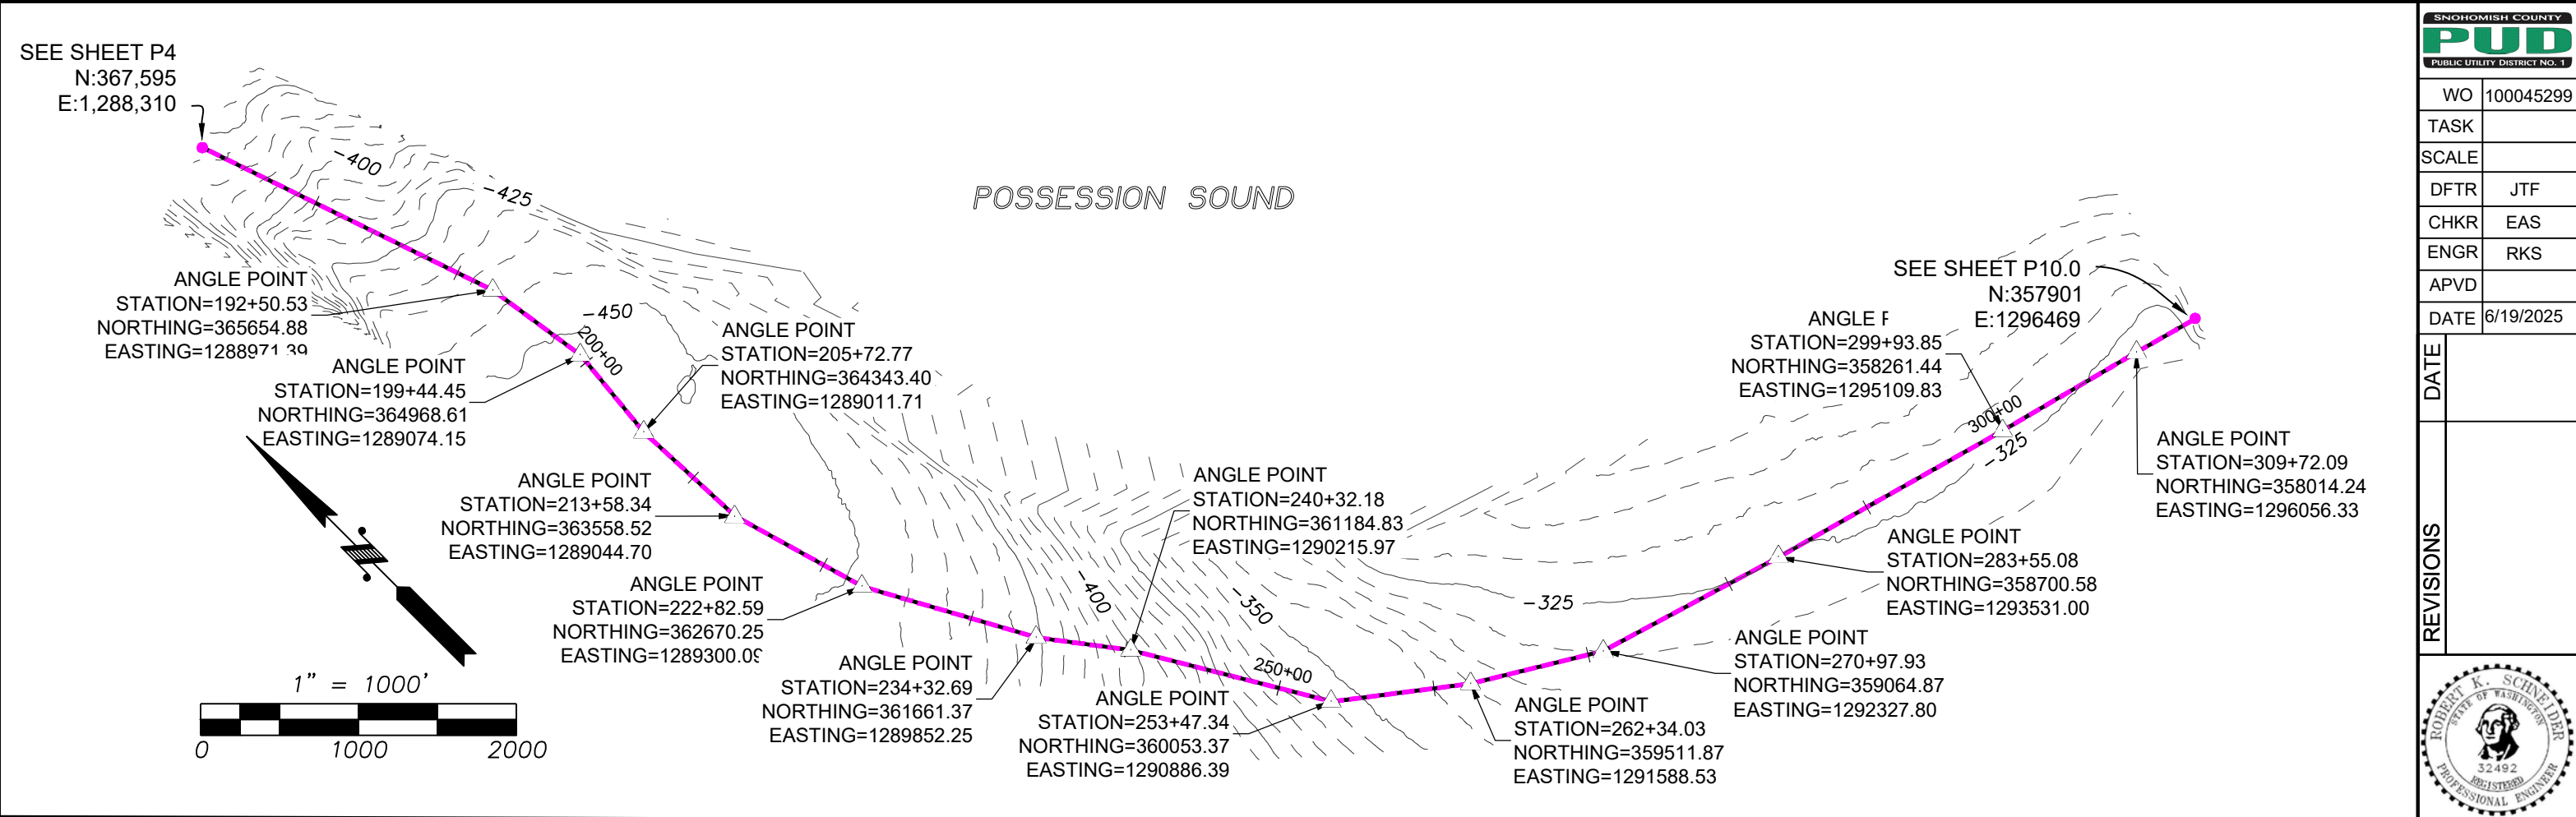 SEE SHEET P4
N:367,595
E:1,288,310
-400
-425
POSSESSION SOUND
ANGLE POINT
STATION=192+50.53
NORTHING=365654.88
EASTING=1288971.39
-450
200+00
ANGLE POINT
STATION=199+44.45
NORTHING=364968.61
EASTING=1289074.15
ANGLE POINT
STATION=205+72.77
NORTHING=364343.40
EASTING=1289011.71
ANGLE POINT
STATION=213+58.34
NORTHING=363558.52
EASTING=1289044.70
ANGLE POINT
STATION=222+82.59
NORTHING=362670.25
EASTING=1289300.09
ANGLE POINT
STATION=234+32.69
NORTHING=361661.37
EASTING=1289852.25
ANGLE POINT
STATION=240+32.18
NORTHING=361184.83
EASTING=1290215.97
-400
-350
250+00
ANGLE POINT
STATION=253+47.34
NORTHING=360053.37
EASTING=1290886.39
-325
ANGLE POINT
STATION=262+34.03
NORTHING=359511.87
EASTING=1291588.53
ANGLE POINT
STATION=270+97.93
NORTHING=359064.87
EASTING=1292327.80
ANGLE POINT
STATION=283+55.08
NORTHING=358700.58
EASTING=1293531.00
SEE SHEET P10.0
N:357901
E:1296469
ANGLE P
STATION=299+93.85
NORTHING=358261.44
EASTING=1295109.83
300+00
-325
ANGLE POINT
STATION=309+72.09
NORTHING=358014.24
EASTING=1296056.33
1" = 1000'
0 1000 2000
SNOHOMISH COUNTY
PUD
PUBLIC UTILITY DISTRICT NO. 1
WO 100045299
TASK
SCALE
DFTR JTF
CHKR EAS
ENGR RKS
APVD
DATE 6/19/2025
DATE
REVISIONS
ROBERT K. SCHNEIDER
STATE OF WASHINGTON
32492
REGISTERED
PROFESSIONAL ENGINEER